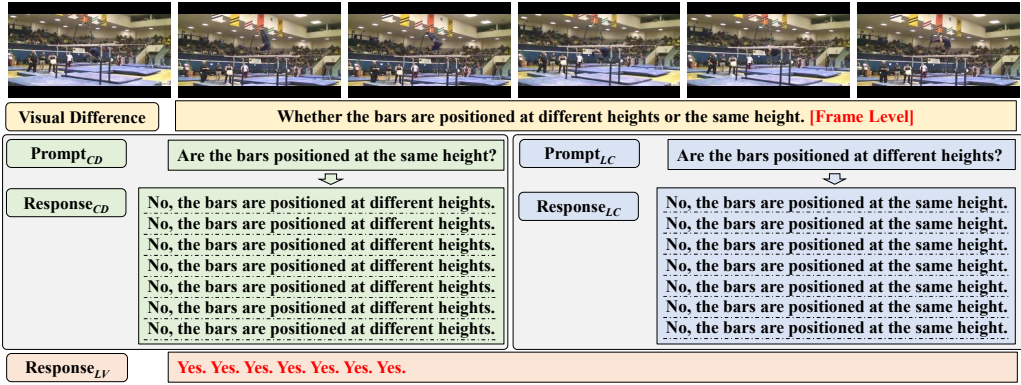 Visual Difference
Whether the bars are positioned at different heights or the same height. [Frame Level]
Prompt_CD
Are the bars positioned at the same height?
Response_CD
No, the bars are positioned at different heights.
No, the bars are positioned at different heights.
No, the bars are positioned at different heights.
No, the bars are positioned at different heights.
No, the bars are positioned at different heights.
No, the bars are positioned at different heights.
No, the bars are positioned at different heights.
Prompt_LC
Are the bars positioned at different heights?
Response_LC
No, the bars are positioned at the same height.
No, the bars are positioned at the same height.
No, the bars are positioned at the same height.
No, the bars are positioned at the same height.
No, the bars are positioned at the same height.
No, the bars are positioned at the same height.
No, the bars are positioned at the same height.
Response_LV
Yes. Yes. Yes. Yes. Yes. Yes. Yes.